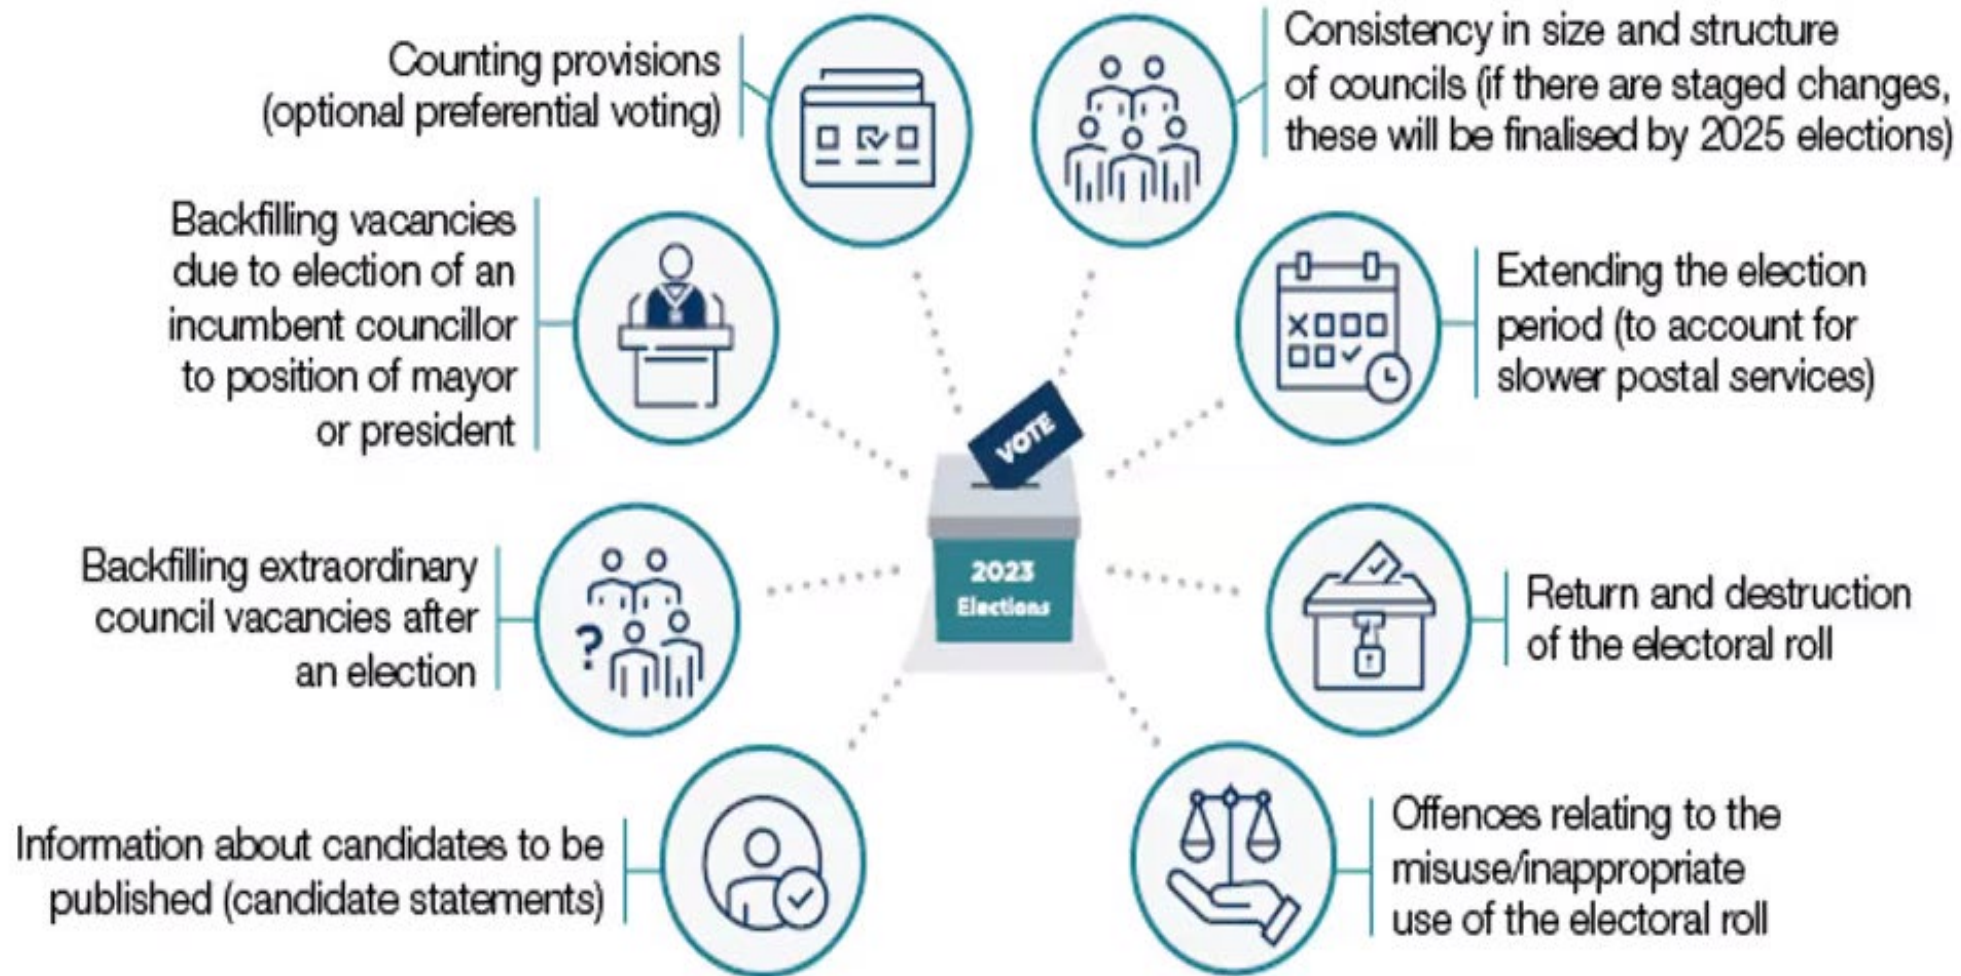 Counting provisions
(optional preferential voting)
Consistency in size and structure
of councils (if there are staged changes,
these will be finalised by 2025 elections)
Backfilling vacancies
due to election of an
incumbent councillor
to position of mayor
or president
Extending the election
period (to account for
slower postal services)
VOTE
2023
Elections
Backfilling extraordinary
council vacancies after
an election
Return and destruction
of the electoral roll
Information about candidates to be
published (candidate statements)
Offences relating to the
misuse/inappropriate
use of the electoral roll